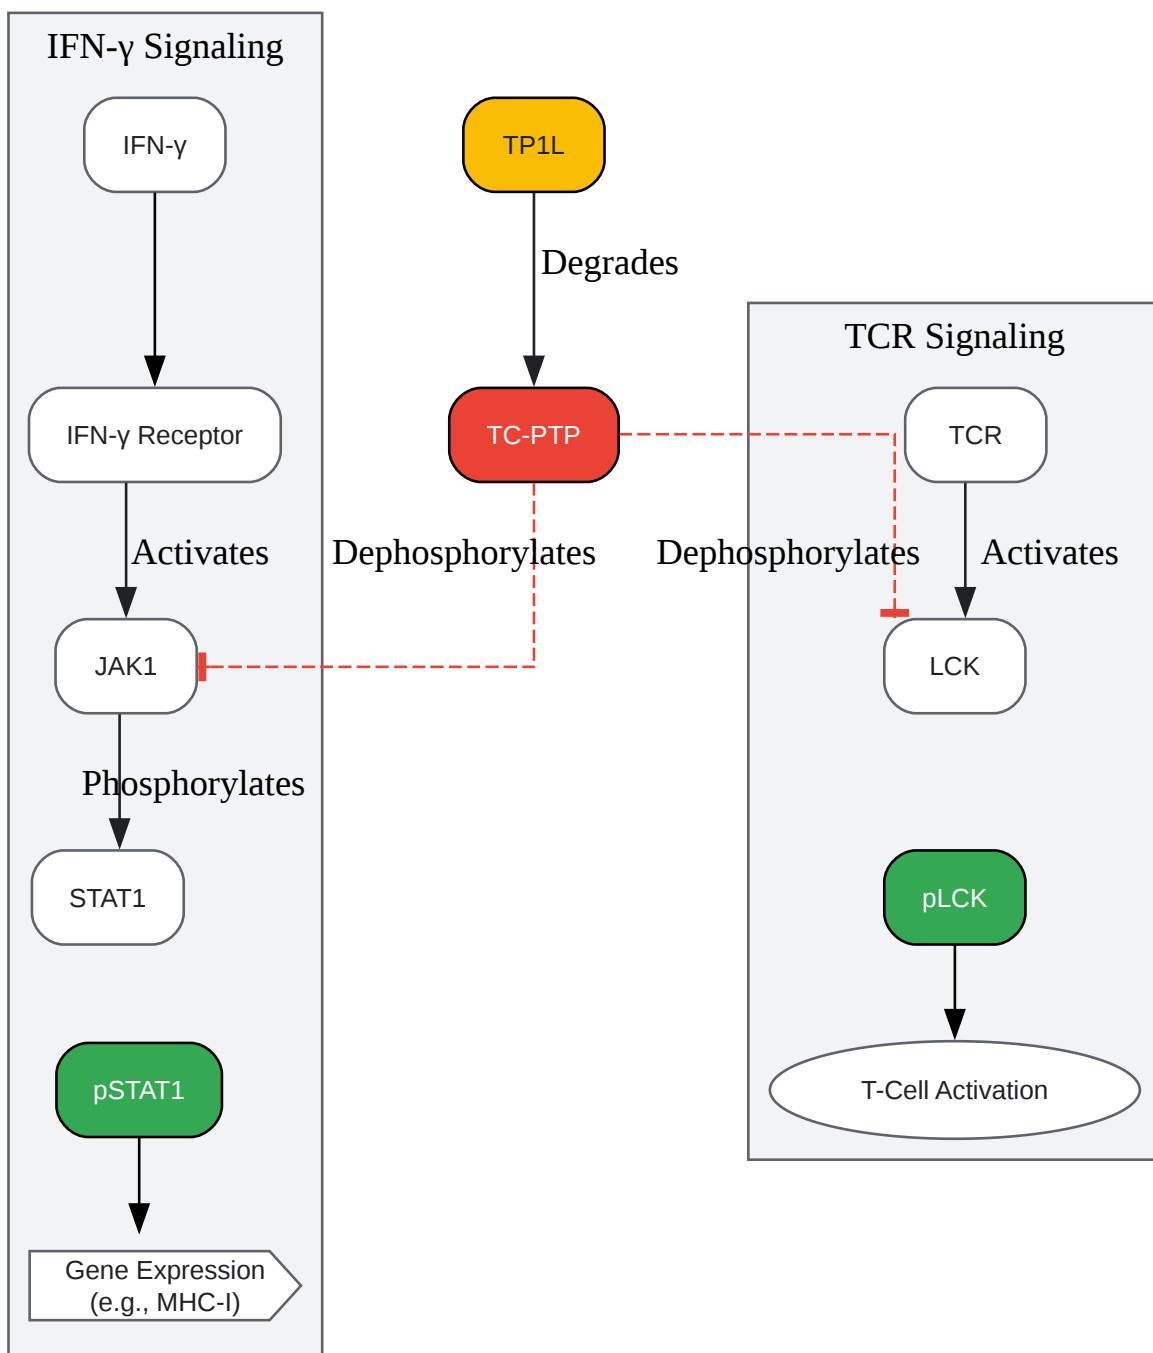 IFN-γ Signaling
IFN-γ
TP1L
Degrades
TCR Signaling
IFN-γ Receptor
TC-PTP
TCR
Activates
Dephosphorylates
Dephosphorylates
Activates
JAK1
LCK
Phosphorylates
STAT1
pLCK
pSTAT1
T-Cell Activation
Gene Expression
(e.g., MHC-I)